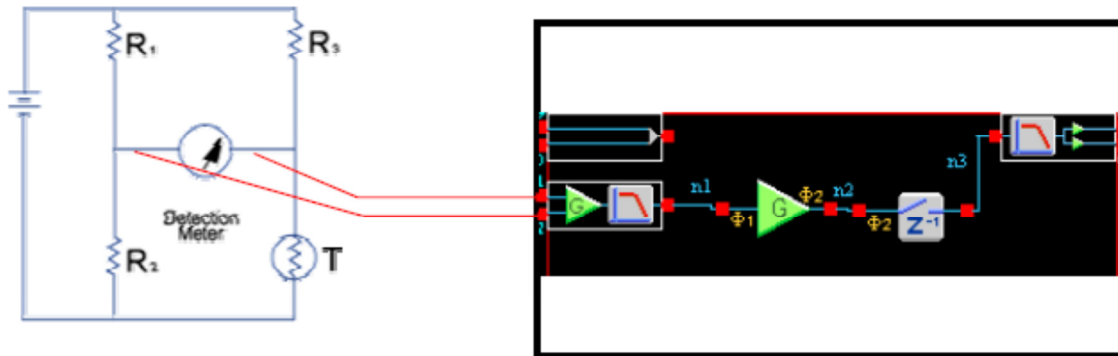 R₁
R₃
Detection
Meter
R₂
T
G
n1
Φ1
G
Φ2
n2
Φ2
Z⁻¹
n3